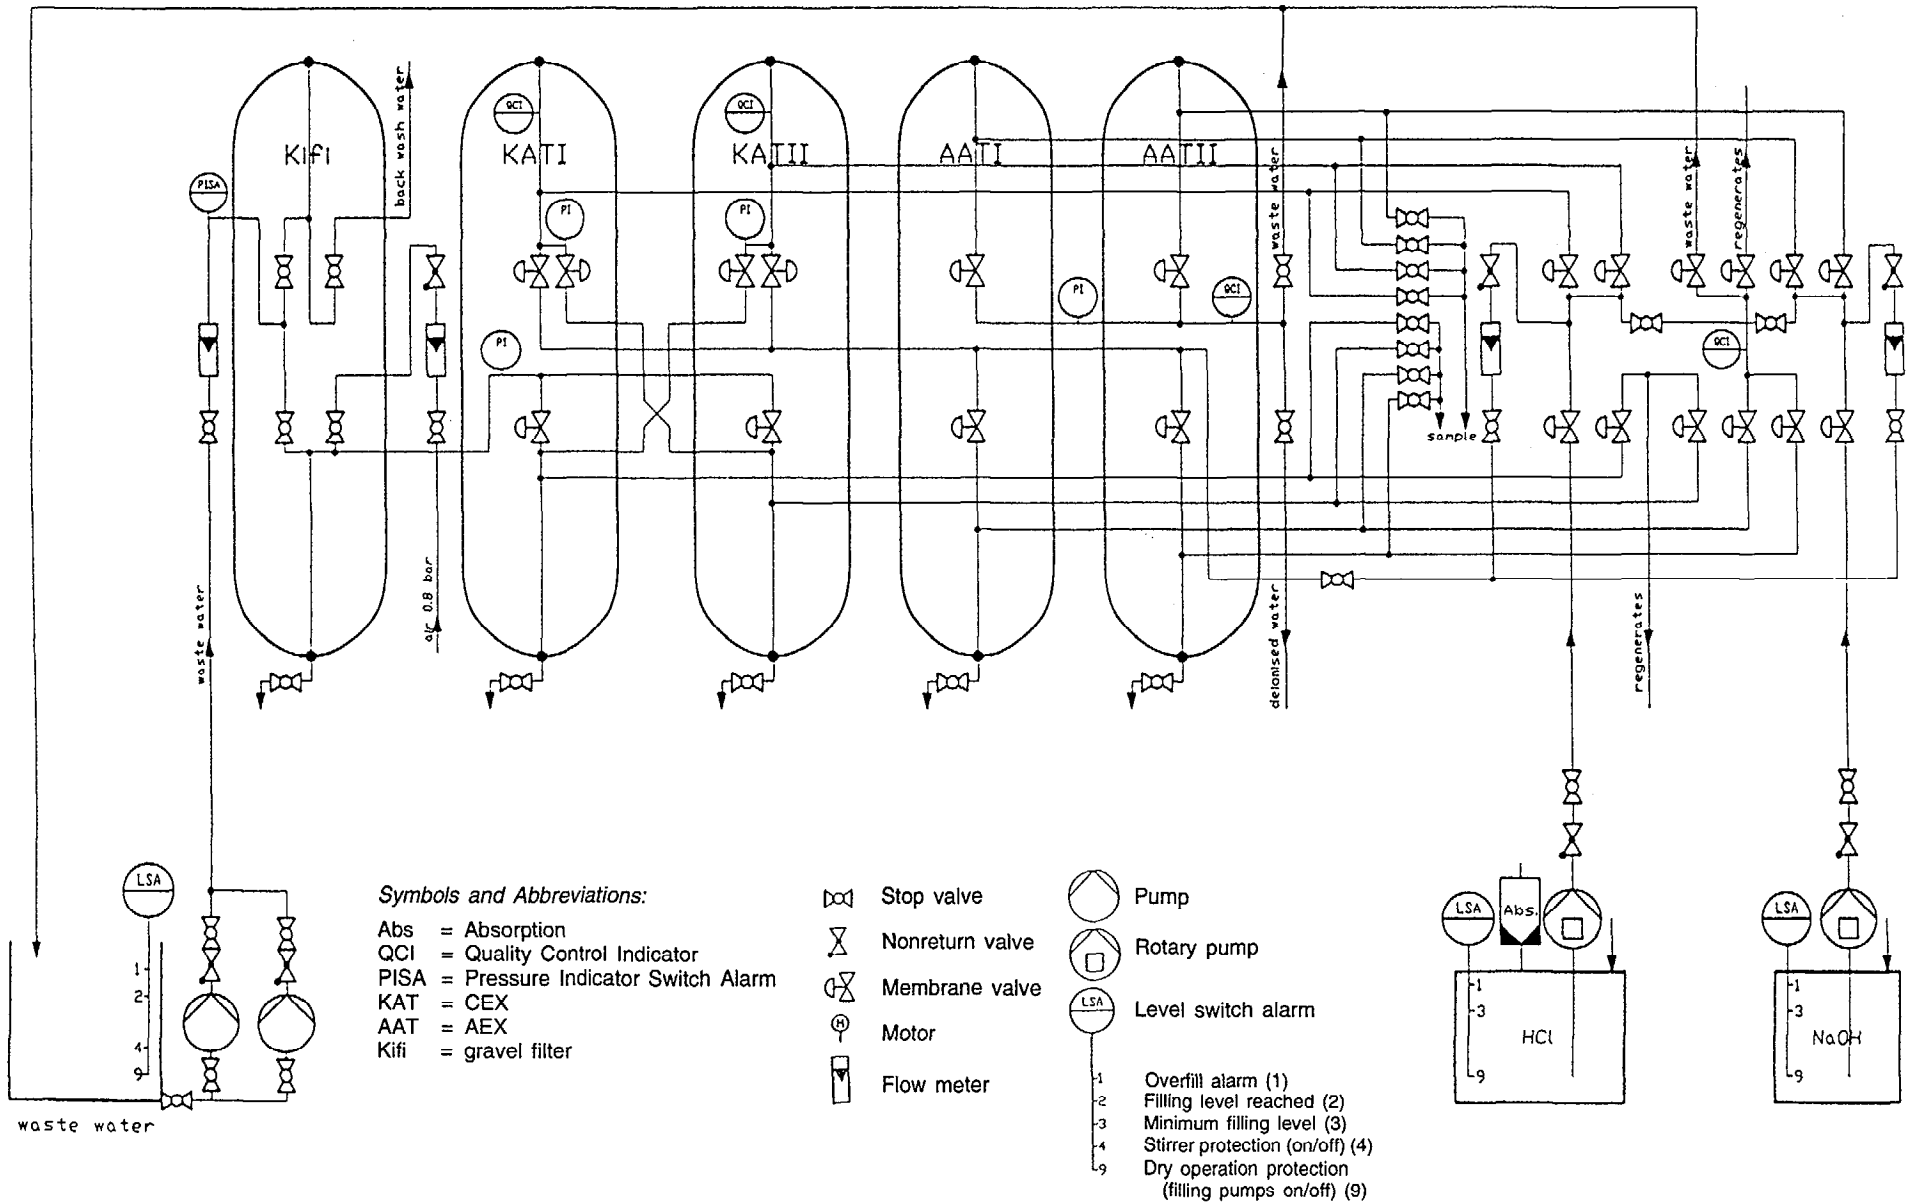 back wash water
waste water
waste water
regenerates
Kifi
KATI
KATII
AATI
AATII
QCI
QCI
PISA
PI
PI
PI
QCI
PI
QCI
sample
waste water
air 0.8 bar
deionised water
regenerates
LSA
1
2
4
9
waste water
Symbols and Abbreviations:
Abs = Absorption
QCI = Quality Control Indicator
PISA = Pressure Indicator Switch Alarm
KAT = CEX
AAT = AEX
Kifi = gravel filter
Stop valve
Nonreturn valve
Membrane valve
H
Motor
Flow meter
Pump
Rotary pump
LSA
Level switch alarm
1 Overfill alarm (1)
2 Filling level reached (2)
3 Minimum filling level (3)
4 Stirrer protection (on/off) (4)
9 Dry operation protection
(filling pumps on/off) (9)
LSA
Abs.
1
3
9
HCl
LSA
1
3
9
NaOH